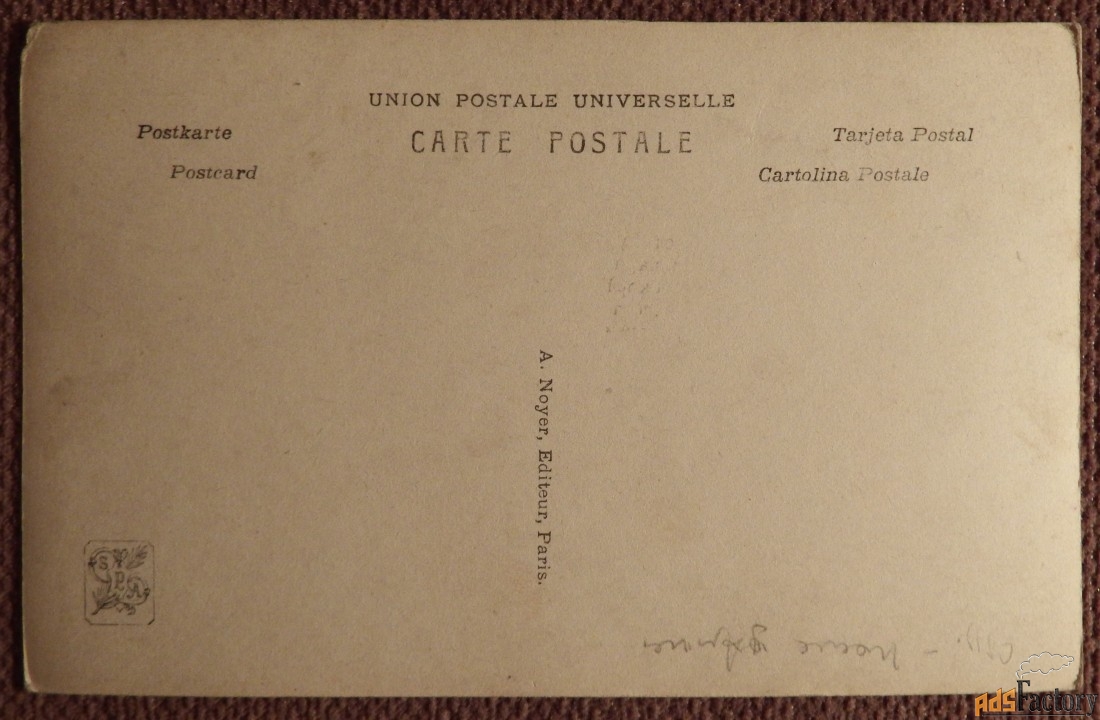 UNION POSTALE UNIVERSELLE
Postkarte
CARTE POSTALE
Tarjeta Postal
Postcard
Cartolina Postale
A. Noyer, Editeur, Paris.
S P A
AdsFactory